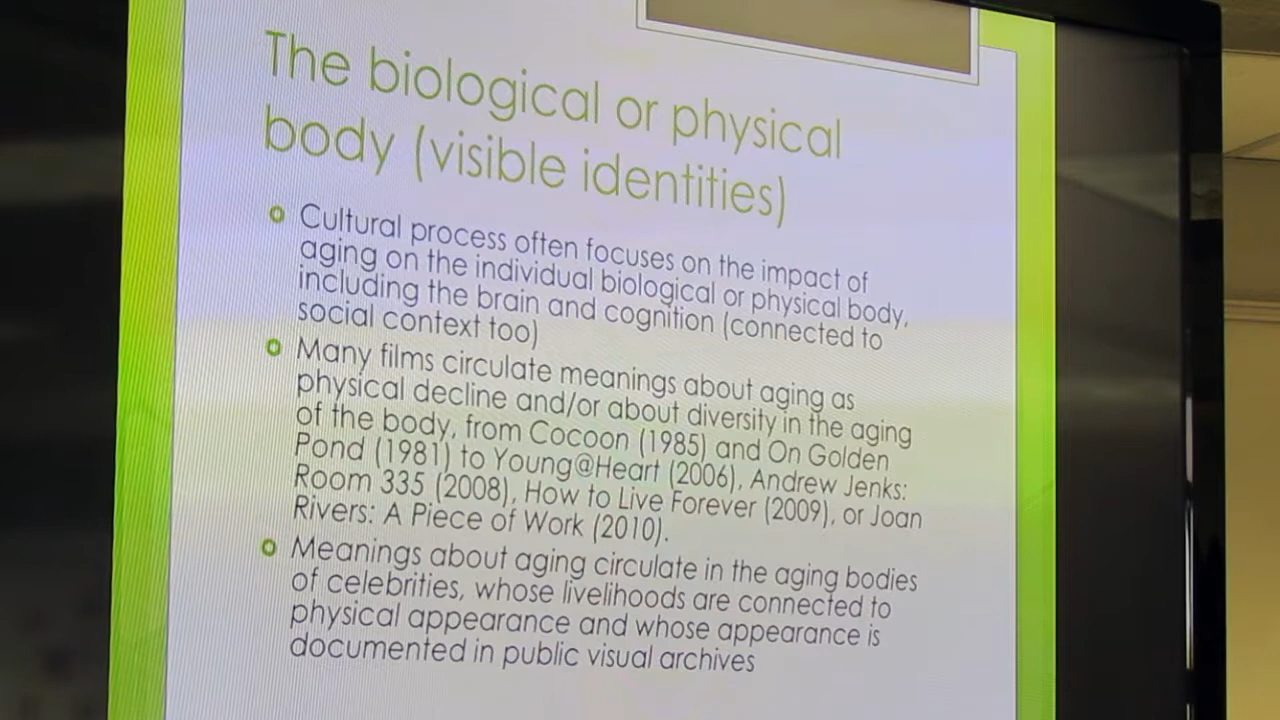 The biological or physical
body (visible identities)
Cultural process often focuses on the impact of
aging on the individual biological or physical body,
including the brain and cognition (connected to
social context too)
Many films circulate meanings about aging as
physical decline and/or about diversity in the aging
of the body, from Cocoon (1985) and On Golden
Pond (1981) to Young@Heart (2006), Andrew Jenks:
Room 335 (2008), How to Live Forever (2009), or Joan
Rivers: A Piece of Work (2010).
Meanings about aging circulate in the aging bodies
of celebrities, whose livelihoods are connected to
physical appearance and whose appearance is
documented in public visual archives